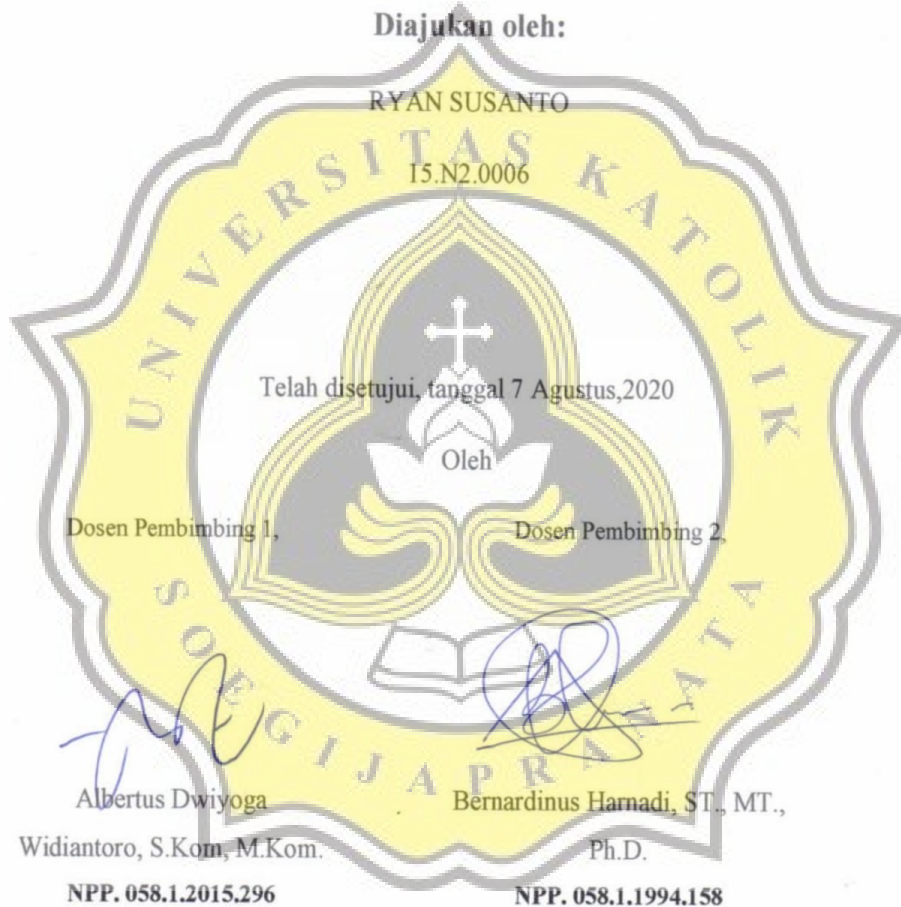 Diajukan oleh:
RYAN SUSANTO
15.N2.0006
UNIVERSITAS KATOLIK
Telah disetujui, tanggal 7 Agustus,2020
Oleh
Dosen Pembimbing 1,
Dosen Pembimbing 2,
SOEGIJAPRANATA
Albertus Dwiyoga
Widiantoro, S.Kom, M.Kom.
NPP. 058.1.2015.296
Bernardinus Harnadi, ST., MT.,
Ph.D.
NPP. 058.1.1994.158